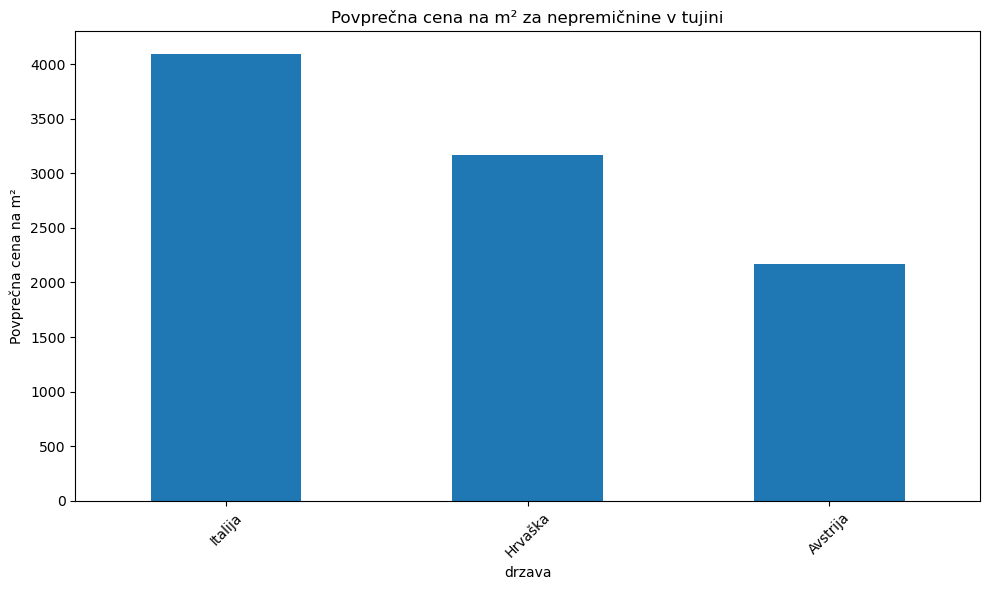 Povprečna cena na m² za nepremičnine v tujini
Povprečna cena na m²
4000
3500
3000
2500
2000
1500
1000
500
0
Italija
Hrvaška
Avstrija
drzava